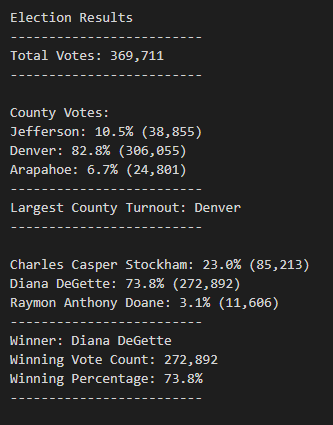 Election Results
-------------------------
Total Votes: 369,711
-------------------------
County Votes:
Jefferson: 10.5% (38,855)
Denver: 82.8% (306,055)
Arapahoe: 6.7% (24,801)
-------------------------
Largest County Turnout: Denver
-------------------------
Charles Casper Stockham: 23.0% (85,213)
Diana DeGette: 73.8% (272,892)
Raymon Anthony Doane: 3.1% (11,606)
-------------------------
Winner: Diana DeGette
Winning Vote Count: 272,892
Winning Percentage: 73.8%
-------------------------